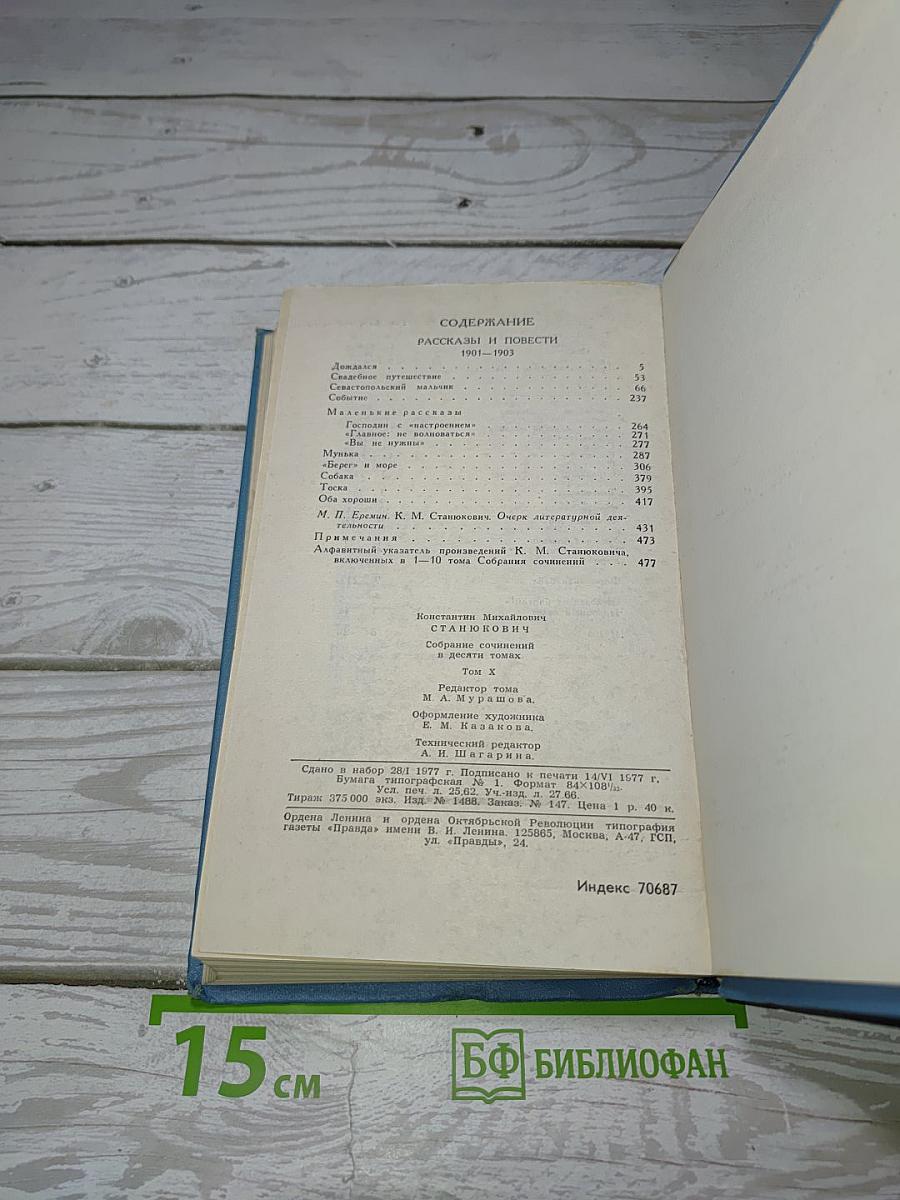 СОДЕРЖАНИЕ
РАССКАЗЫ И ПОВЕСТИ
1901—1903
Дождался . . . . . . . . . . . . . . . . . . . . 5
Свадебное путешествие . . . . . . . . . . . . . . 53
Севастопольский мальчик . . . . . . . . . . . . . 66
Событие . . . . . . . . . . . . . . . . . . . . 237
Маленькие рассказы
Господин с «настроением» . . . . . . . . . . . . 264
«Главное: не волноваться» . . . . . . . . . . . . 271
«Вы не нужны» . . . . . . . . . . . . . . . . . 277
Мунька . . . . . . . . . . . . . . . . . . . . 287
«Берег» и море . . . . . . . . . . . . . . . . . 306
Собака . . . . . . . . . . . . . . . . . . . . 379
Тоска . . . . . . . . . . . . . . . . . . . . . 395
Оба хороши . . . . . . . . . . . . . . . . . . 417
М. П. Еремин. К. М. Станюкович. Очерк литературной дея-
тельности . . . . . . . . . . . . . . . . . . 431
Примечания . . . . . . . . . . . . . . . . . . 473
Алфавитный указатель произведений К. М. Станюковича,
включенных в 1—10 тома Собрания сочинений . . . 477
Константин Михайлович
СТАНЮКОВИЧ
Собрание сочинений
в десяти томах
Том X
Редактор тома
М. А. Мурашова.
Оформление художника
Е. М. Казакова.
Технический редактор
А. И. Шагарина.
Сдано в набор 28/I 1977 г. Подписано к печати 14/VI 1977 г.
Бумага типографская № 1. Формат 84×108¹/₃₂.
Усл. печ. л. 25,62. Уч.-изд. л. 27,66.
Тираж 375 000 экз. Изд. № 1488. Заказ. № 147. Цена 1 р. 40 к.
Ордена Ленина и ордена Октябрьской Революции типография
газеты «Правда» имени В. И. Ленина. 125865, Москва, А-47, ГСП,
ул. «Правды», 24.
Индекс 70687
15 см
БФ БИБЛИОФАН